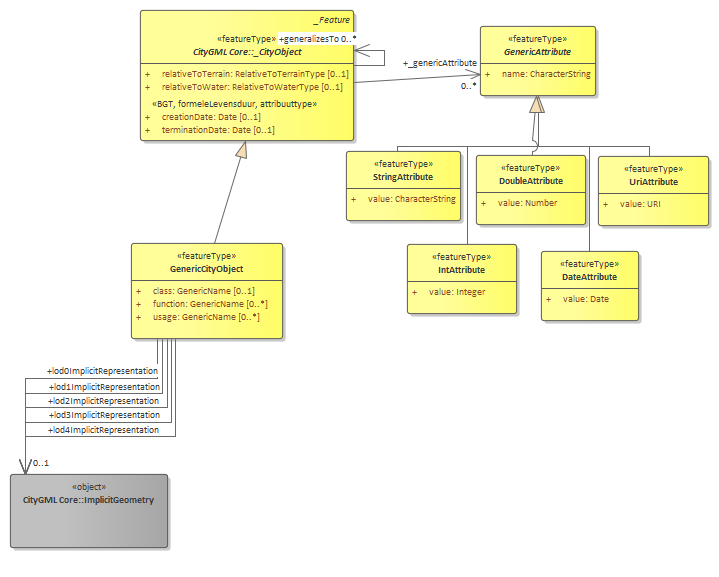 _Feature
«featureType»
+generalizesTo 0..*
CityGML Core::_CityObject
+ relativeToTerrain: RelativeToTerrainType [0..1]
+ relativeToWater: RelativeToWaterType [0..1]
«BGT, formeleLevensduur, attribuuttype»
+ creationDate: Date [0..1]
+ terminationDate: Date [0..1]
+_genericAttribute
0..*
«featureType»
GenericAttribute
+ name: CharacterString
«featureType»
StringAttribute
+ value: CharacterString
«featureType»
DoubleAttribute
+ value: Number
«featureType»
UriAttribute
+ value: URI
«featureType»
IntAttribute
+ value: Integer
«featureType»
DateAttribute
+ value: Date
«featureType»
GenericCityObject
+ class: GenericName [0..1]
+ function: GenericName [0..*]
+ usage: GenericName [0..*]
+lod0ImplicitRepresentation
+lod1ImplicitRepresentation
+lod2ImplicitRepresentation
+lod3ImplicitRepresentation
+lod4ImplicitRepresentation
0..1
«object»
CityGML Core::ImplicitGeometry